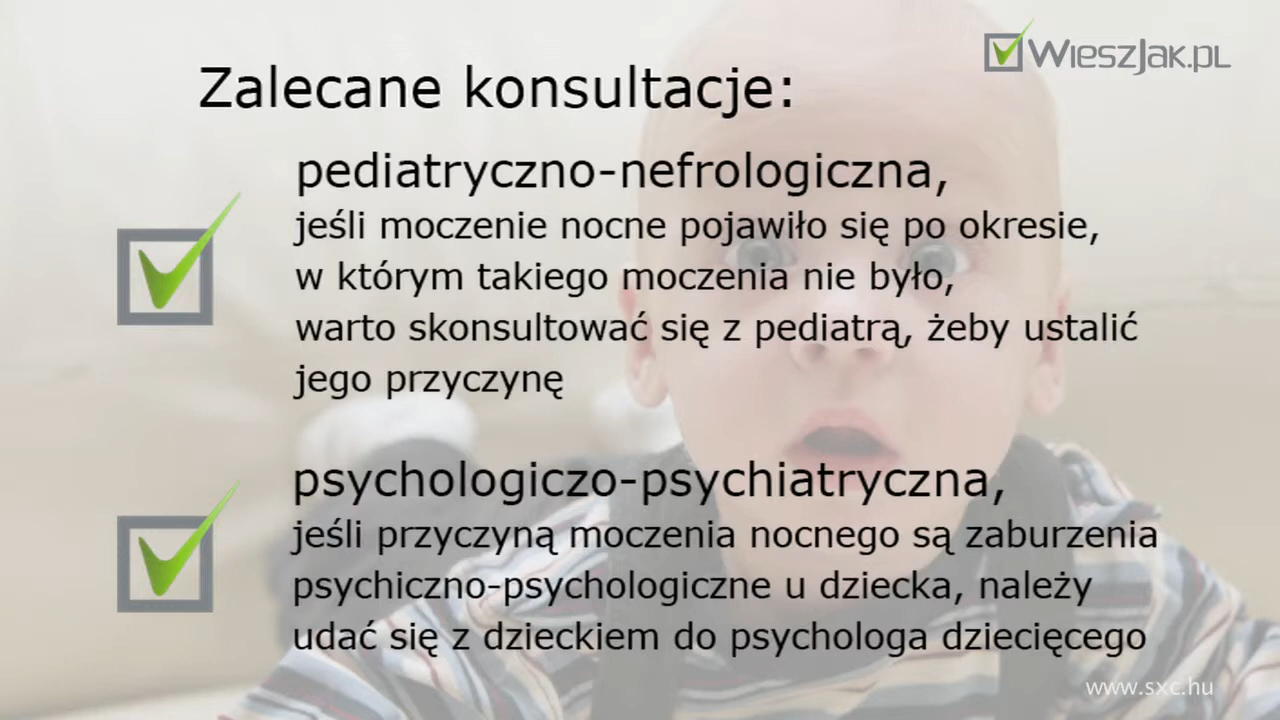 WieszJak.pl
Zalecane konsultacje:
pediatryczno-nefrologiczna,
jeśli moczenie nocne pojawiło się po okresie,
w którym takiego moczenia nie było,
warto skonsultować się z pediatrą, żeby ustalić
jego przyczynę
psychologiczo-psychiatryczna,
jeśli przyczyną moczenia nocnego są zaburzenia
psychiczno-psychologiczne u dziecka, należy
udać się z dzieckiem do psychologa dziecięcego
www.sxc.hu